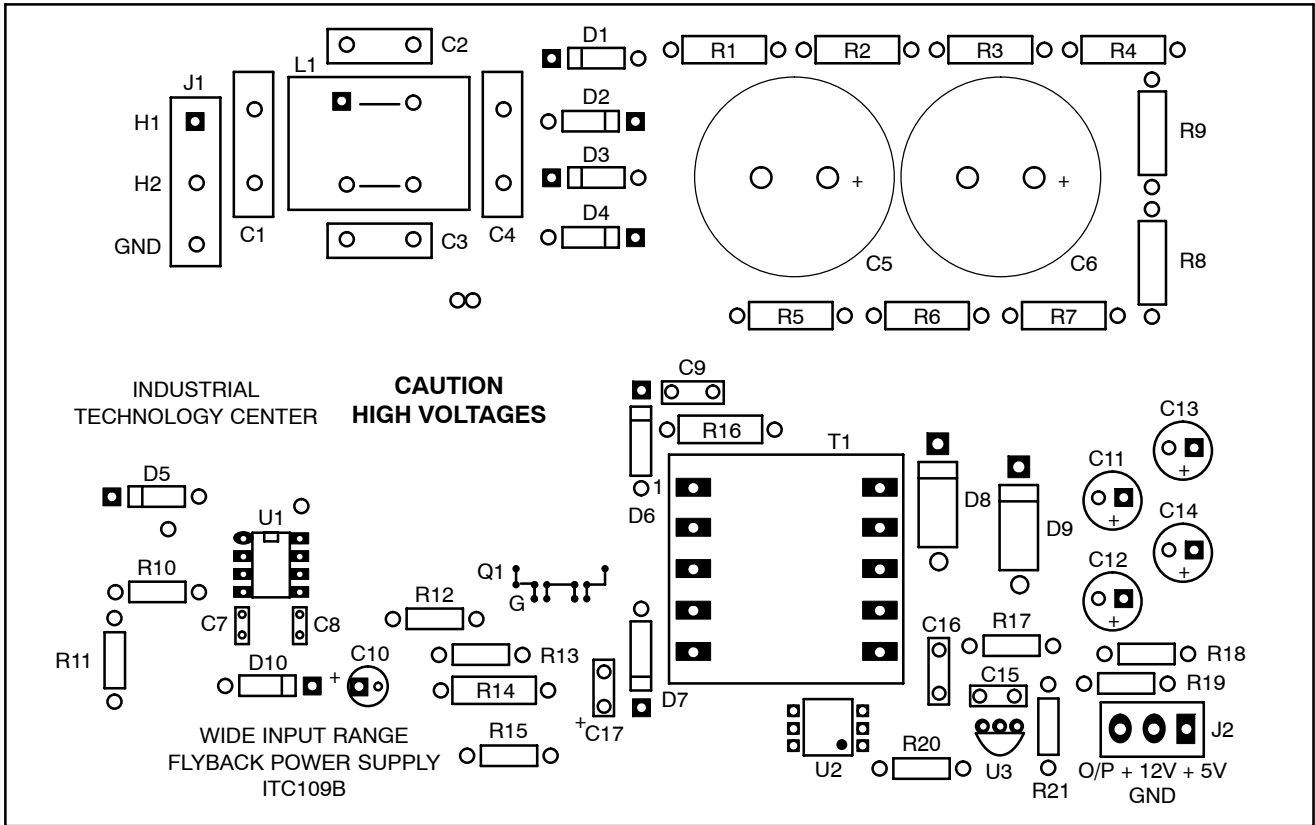 C2
D1
R1
R2
R3
R4
J1
L1
H1
D2
R9
H2
D3
+
+
C1
D4
GND
C3
C4
C5
C6
R8
R5
R6
R7
INDUSTRIAL
TECHNOLOGY CENTER
CAUTION
HIGH VOLTAGES
C9
R16
T1
C13
+
D5
1
D6
D8
D9
C11
+
U1
C14
+
R10
Q1
G
C12
+
C7
C8
R12
C16
R17
R11
D10
+
C10
R13
R14
C15
R18
R19
+
C17
D7
WIDE INPUT RANGE
FLYBACK POWER SUPPLY
ITC109B
R15
U2
R20
U3
R21
J2
O/P + 12V + 5V
GND